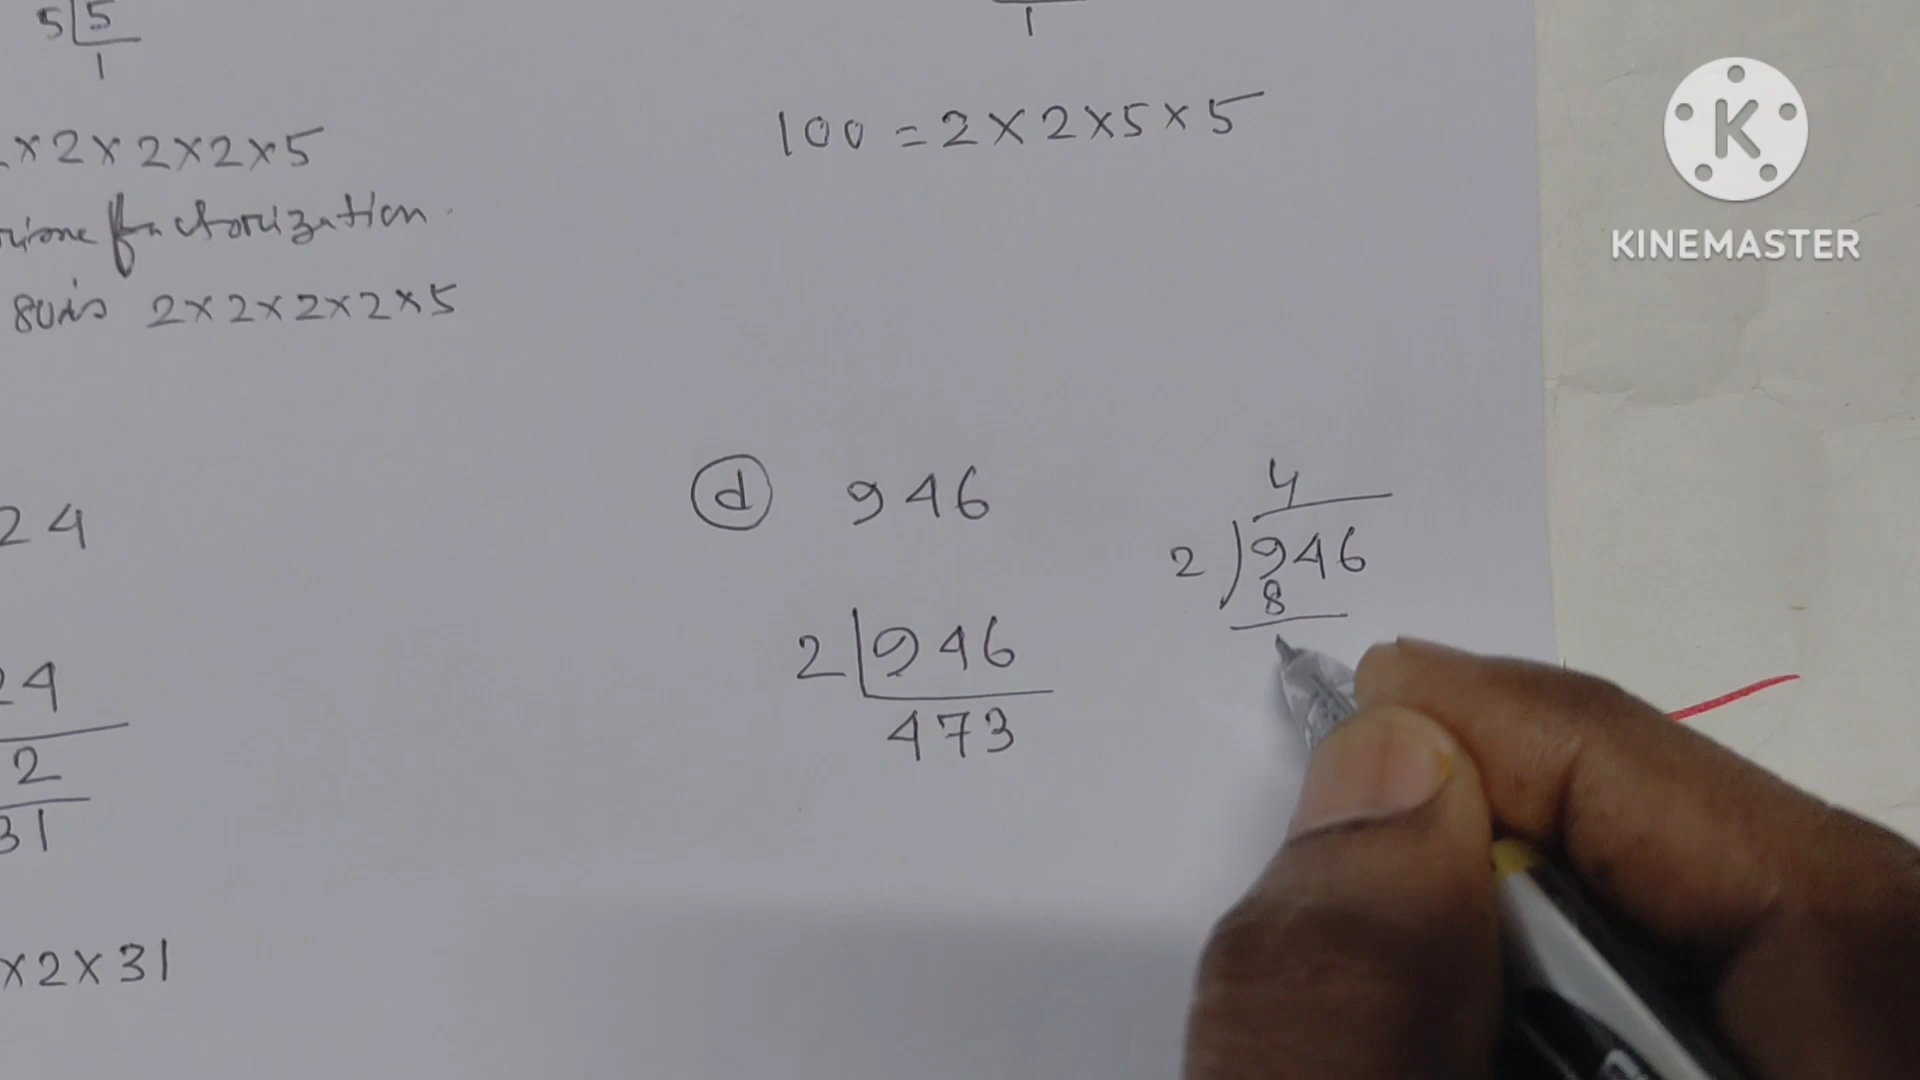 5 5
1
1
× 2 × 2 × 2 × 5
factorization
80 is 2 × 2 × 2 × 2 × 5
100 = 2 × 2 × 5 × 5
KINEMASTER
24
24
2
31
× 2 × 31
d 946
2 946
473
4
2 ) 946
8